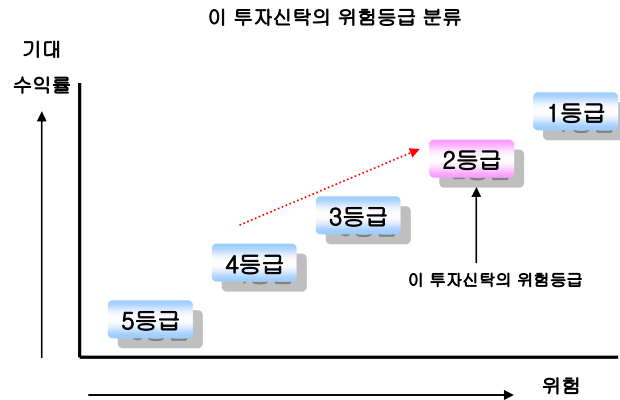 이 투자신탁의 위험등급 분류
기대
수익률
1등급
2등급
3등급
4등급
이 투자신탁의 위험등급
5등급
위험